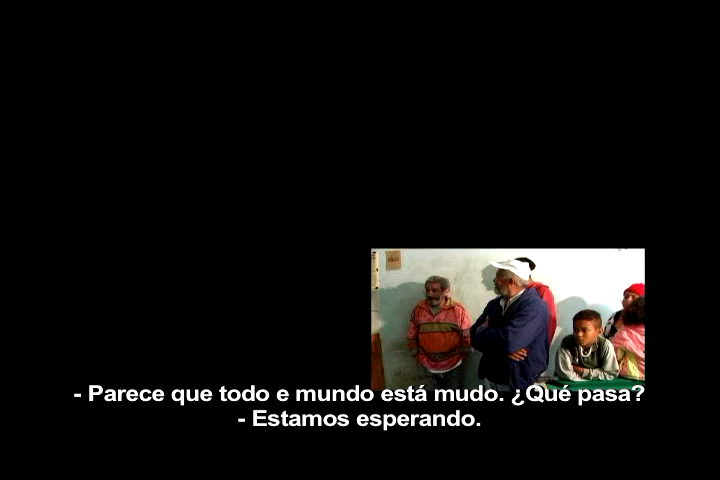 - Parece que todo e mundo está mudo. ¿Qué pasa?
- Estamos esperando.